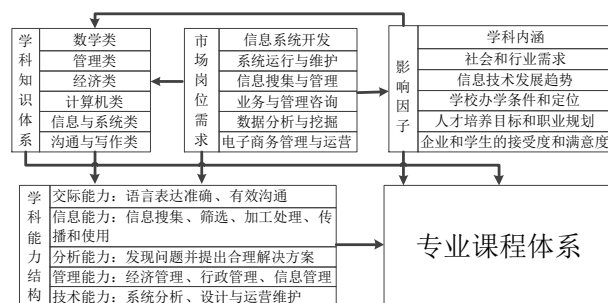 学科知识体系
数学类
管理类
经济类
计算机类
信息与系统类
沟通与写作类
市场岗位需求
信息系统开发
系统运行与维护
信息搜集与管理
业务与管理咨询
数据分析与挖掘
电子商务管理与运营
影响因子
学科内涵
社会和行业需求
信息技术发展趋势
学校办学条件和定位
人才培养目标和职业规划
企业和学生的接受度和满意度
学科能力结构
交际能力：语言表达准确、有效沟通
信息能力：信息搜集、筛选、加工处理、传
播和使用
分析能力：发现问题并提出合理解决方案
管理能力：经济管理、行政管理、信息管理
技术能力：系统分析、设计与运营维护
专业课程体系